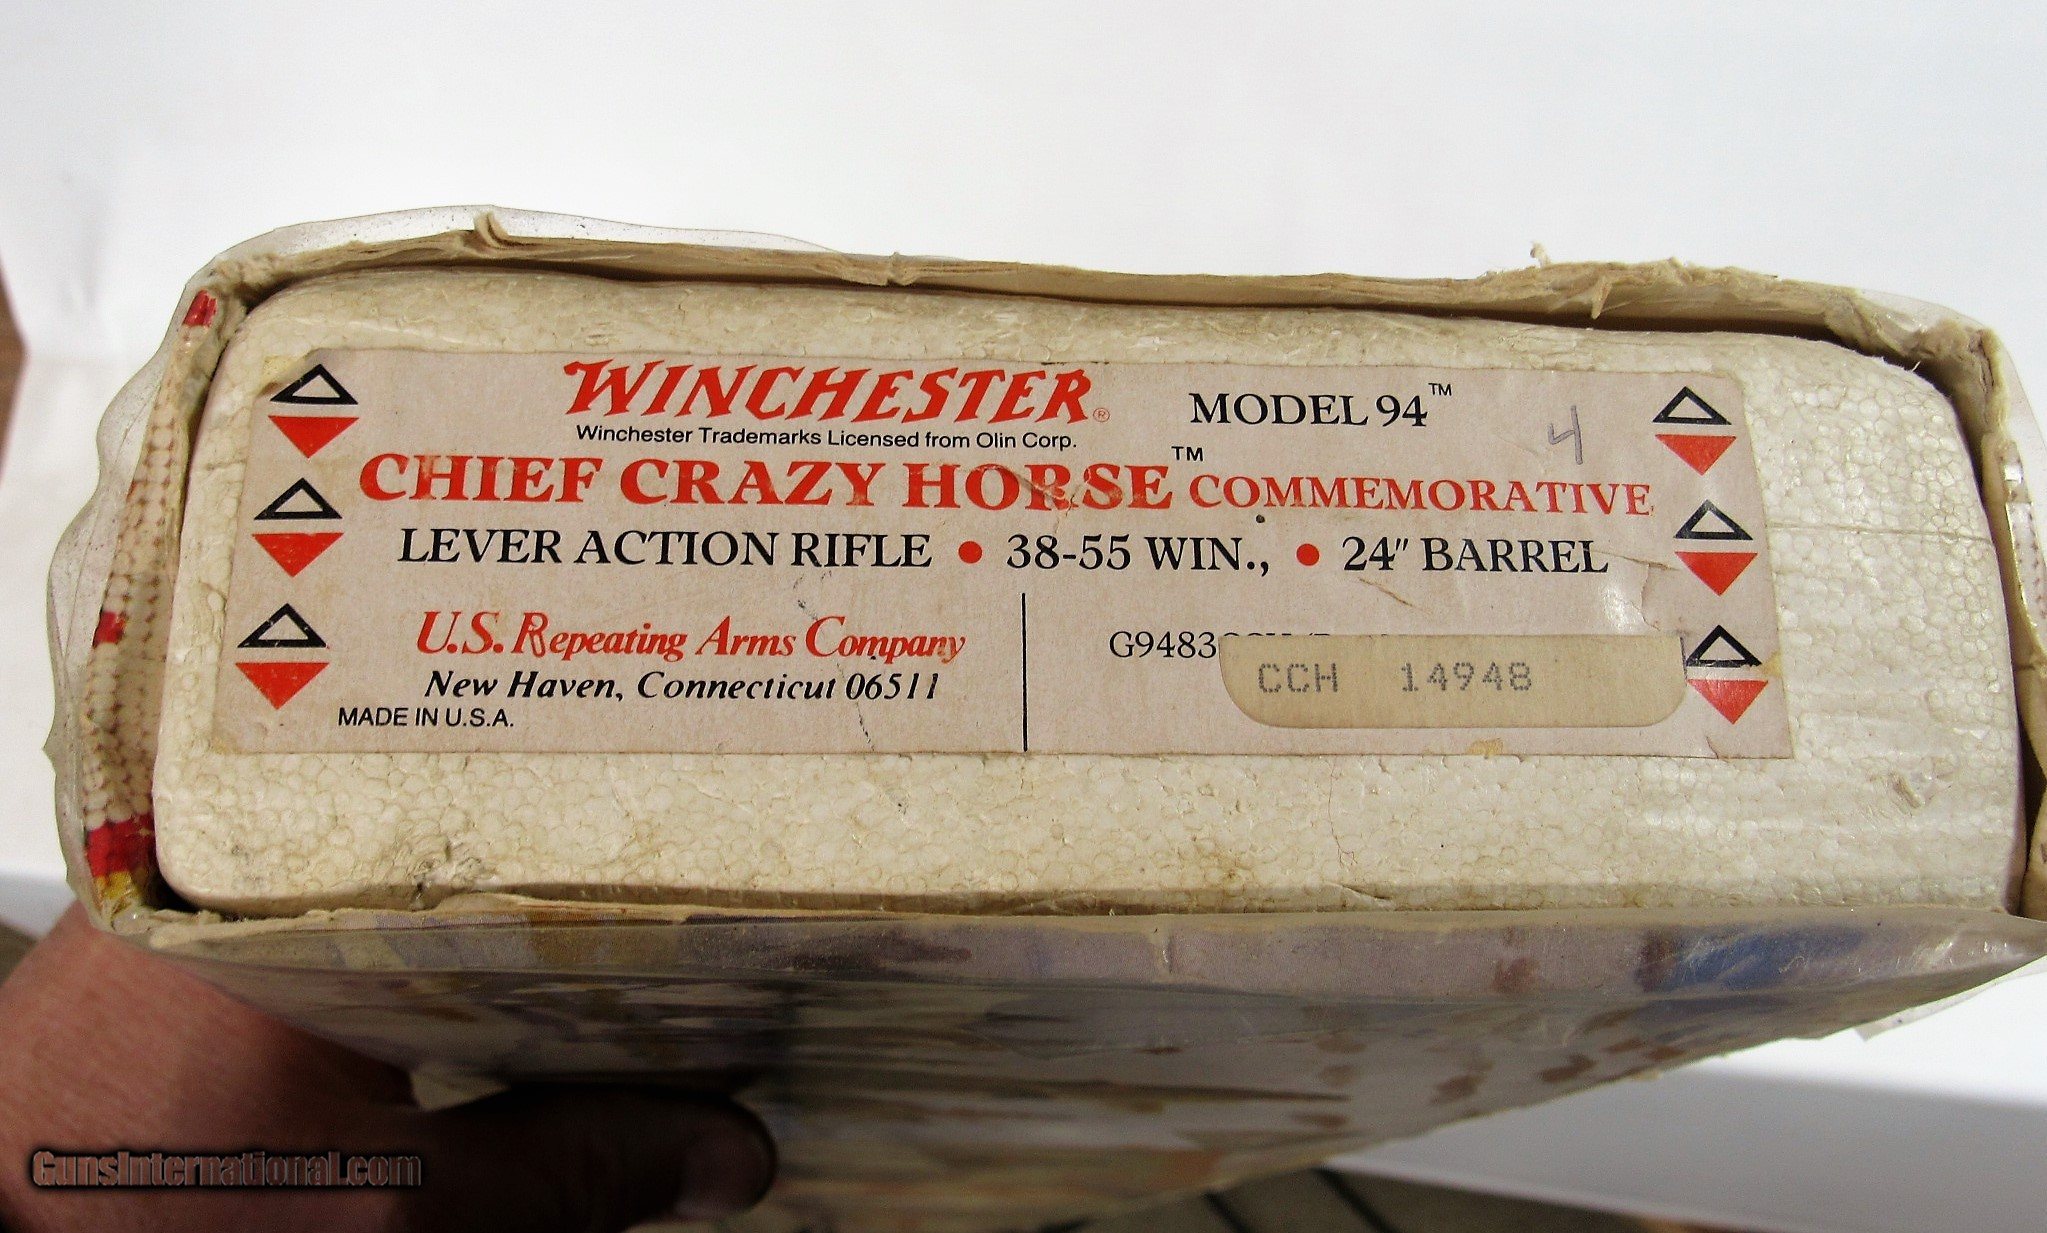 WINCHESTER® MODEL 94™
4
Winchester Trademarks Licensed from Olin Corp.
CHIEF CRAZY HORSE™ COMMEMORATIVE
LEVER ACTION RIFLE • 38-55 WIN., • 24" BARREL
U.S. Repeating Arms Company
New Haven, Connecticut 06511
MADE IN U.S.A.
G9483
CCH 14948
GunsInternational.com